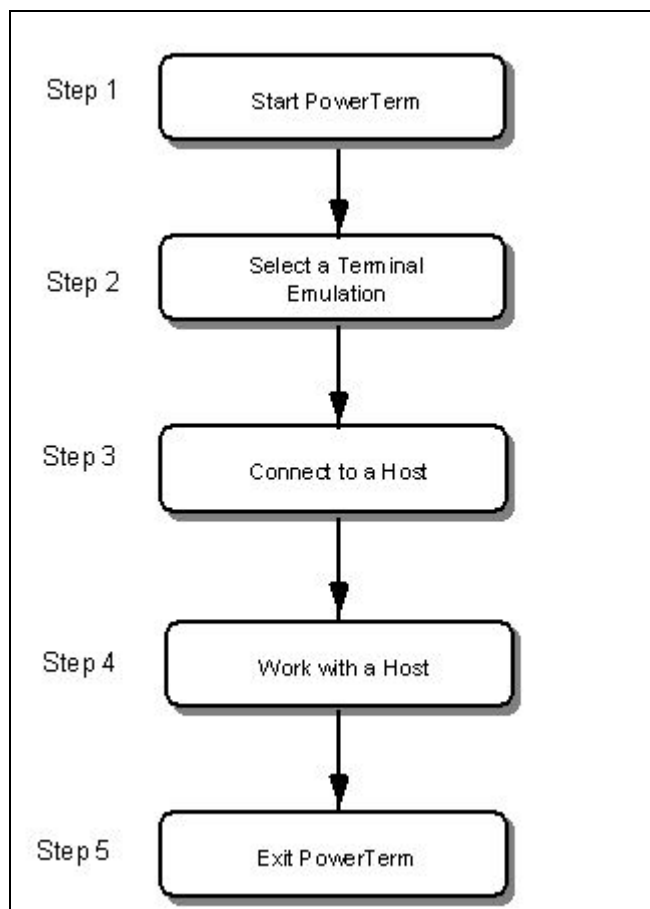 Step 1
Start PowerTerm
Step 2
Select a Terminal
Emulation
Step 3
Connect to a Host
Step 4
Work with a Host
Step 5
Exit PowerTerm